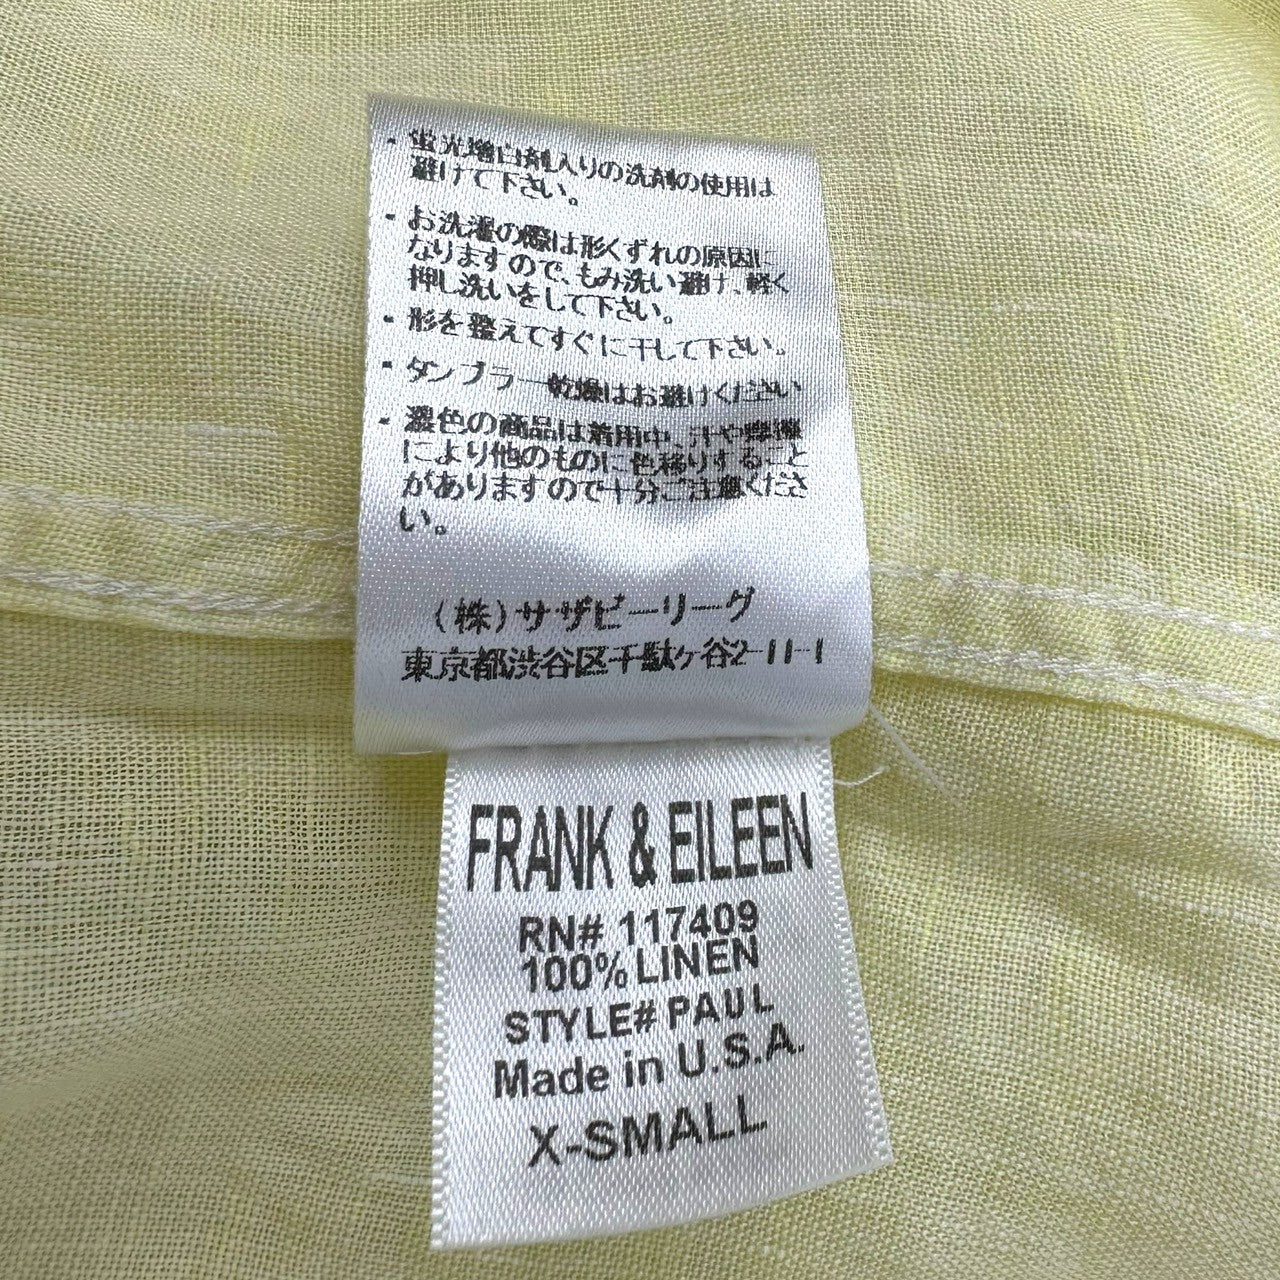 ・蛍光増白剤入りの洗剤の使用は
避けて下さい。
・お洗濯の際は形くずれの原因に
なりますので、もみ洗い避け、軽く
押し洗いをして下さい。
・形を整えてすぐに干して下さい。
・タンブラー乾燥はお避けください
・濃色の商品は着用中、汗や摩擦
により他のものに色移りすること
がありますので十分ご注意くださ
い。
(株)サザビーリーグ
東京都渋谷区千駄ヶ谷2-11-1
FRANK & EILEEN
RN# 117409
100% LINEN
STYLE# PAUL
Made in U.S.A.
X-SMALL